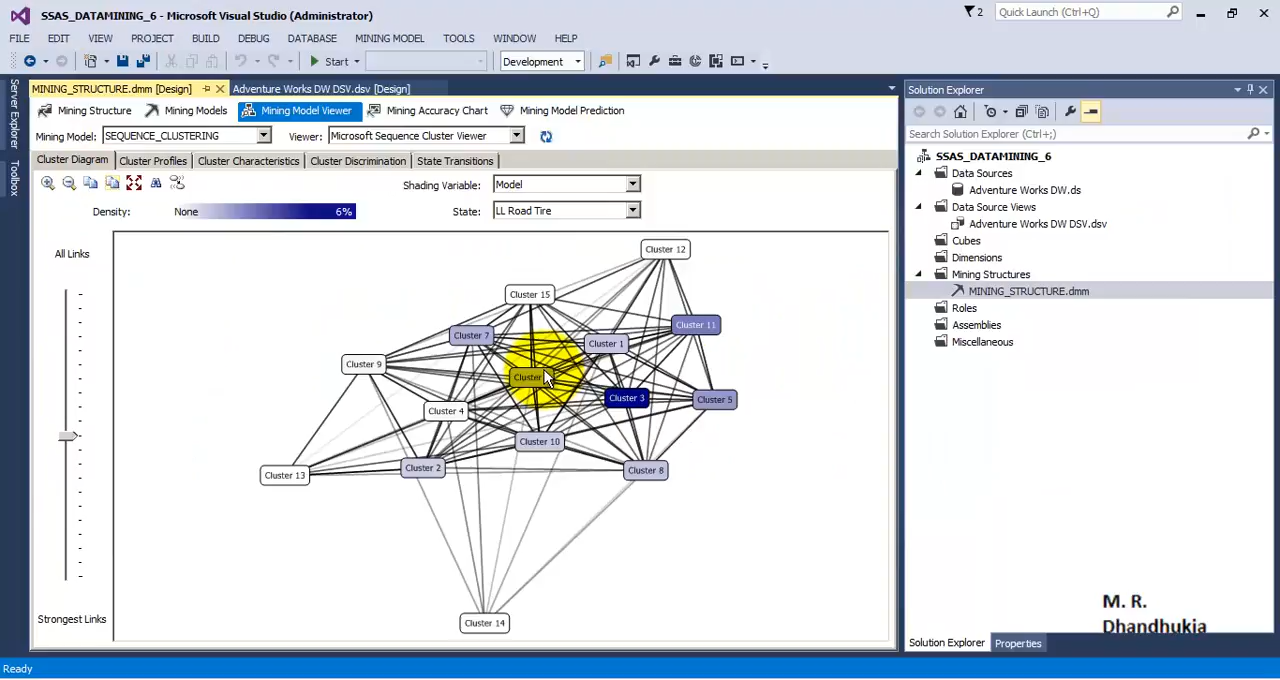 SSAS_DATAMINING_6 - Microsoft Visual Studio (Administrator)
2
Quick Launch (Ctrl+Q)
FILE EDIT VIEW PROJECT BUILD DEBUG DATABASE MINING MODEL TOOLS WINDOW HELP
Start Development
Server Explorer
Toolbox
MINING_STRUCTURE.dmm [Design] Adventure Works DW DSV.dsv [Design]
Mining Structure Mining Models Mining Model Viewer Mining Accuracy Chart Mining Model Prediction
Mining Model: SEQUENCE_CLUSTERING Viewer: Microsoft Sequence Cluster Viewer
Cluster Diagram Cluster Profiles Cluster Characteristics Cluster Discrimination State Transitions
Shading Variable: Model
Density: None 6% State: LL Road Tire
All Links
Strongest Links
Cluster 12
Cluster 15
Cluster 11
Cluster 7
Cluster 1
Cluster 9
Cluster
Cluster 3
Cluster 5
Cluster 4
Cluster 10
Cluster 2
Cluster 8
Cluster 13
Cluster 14
Solution Explorer
Search Solution Explorer (Ctrl+;)
SSAS_DATAMINING_6
Data Sources
Adventure Works DW.ds
Data Source Views
Adventure Works DW DSV.dsv
Cubes
Dimensions
Mining Structures
MINING_STRUCTURE.dmm
Roles
Assemblies
Miscellaneous
M. R.
Dhandhukia
Solution Explorer Properties
Ready